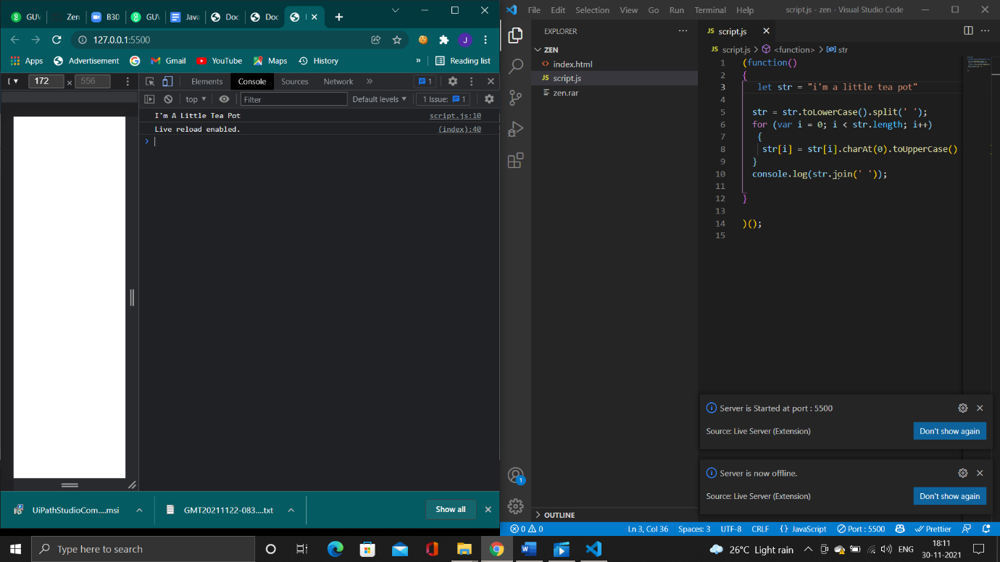 GUV Zen B30 GUV Java Doc Doc
127.0.0.1:5500 J
Apps Advertisement Gmail YouTube Maps History » Reading list
172 × 556 Elements Console Sources Network » 1
top Filter Default levels 1 Issue: 1
I'm A Little Tea Pot script.js:10
Live reload enabled. (index):40
>
UiPathStudioCom....msi GMT20211122-083....txt Show all
File Edit Selection View Go Run Terminal Help script.js - zen - Visual Studio Code
EXPLORER ···
ZEN
<> index.html
JS script.js
zen.rar
OUTLINE
JS script.js ···
JS script.js > <function> > str
1 (function()
2 {
3 let str = "i'm a little tea pot"
4
5 str = str.toLowerCase().split(' ');
6 for (var i = 0; i < str.length; i++)
7 {
8 str[i] = str[i].charAt(0).toUpperCase()
9 }
10 console.log(str.join(' '));
11
12 }
13
14 )();
15
Server is Started at port : 5500
Source: Live Server (Extension) Don't show again
Server is now offline.
Source: Live Server (Extension) Don't show again
1
0 0 Ln 3, Col 36 Spaces: 3 UTF-8 CRLF {} JavaScript Port : 5500 Prettier
Type here to search 26°C Light rain ENG 18:11
30-11-2021